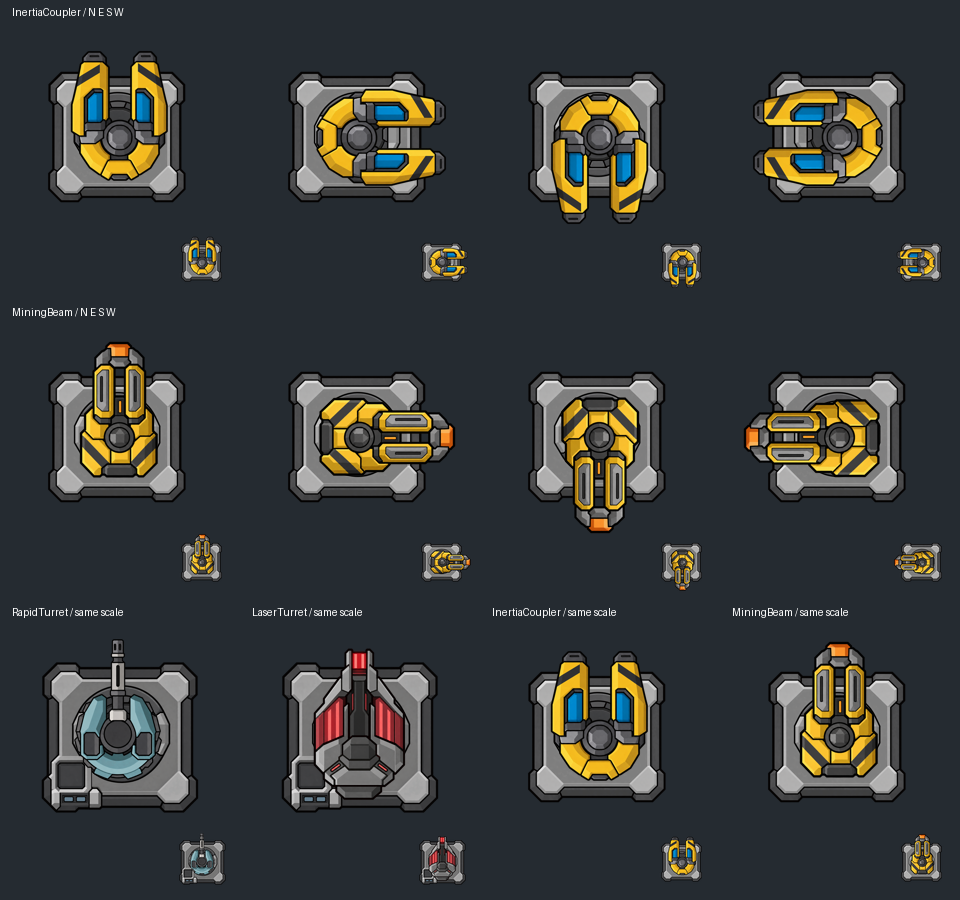 InertiaCoupler / N E S W
MiningBeam / N E S W
RapidTurret / same scale
LaserTurret / same scale
InertiaCoupler / same scale
MiningBeam / same scale